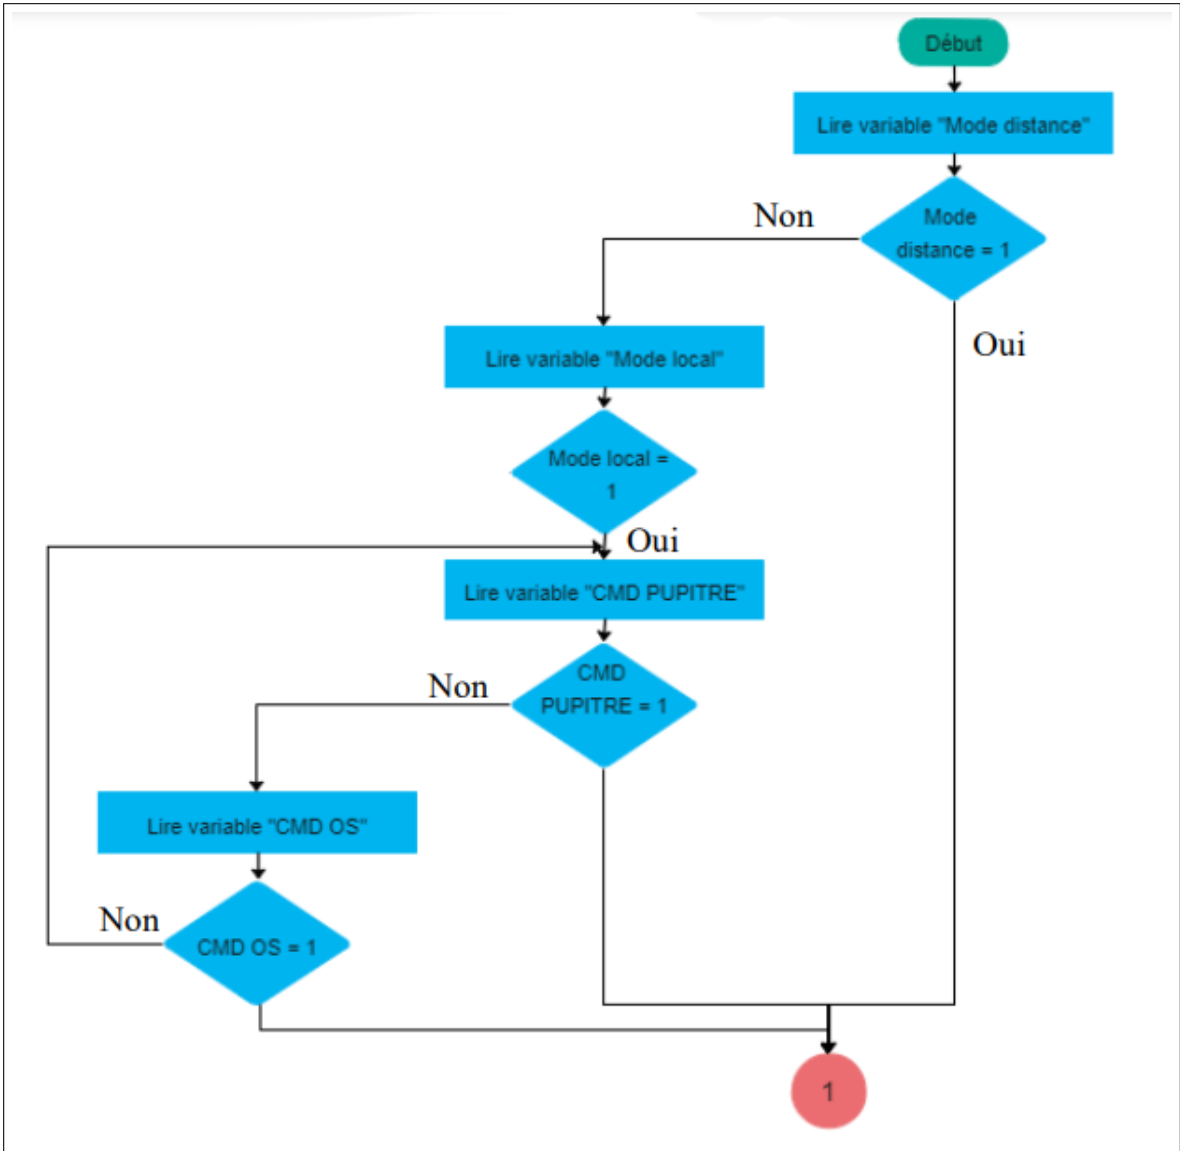 Début
Lire variable "Mode distance"
Mode
distance = 1
Non
Oui
Lire variable "Mode local"
Mode local =
1
Oui
Lire variable "CMD PUPITRE"
CMD
PUPITRE = 1
Non
Lire variable "CMD OS"
CMD OS = 1
Non
1